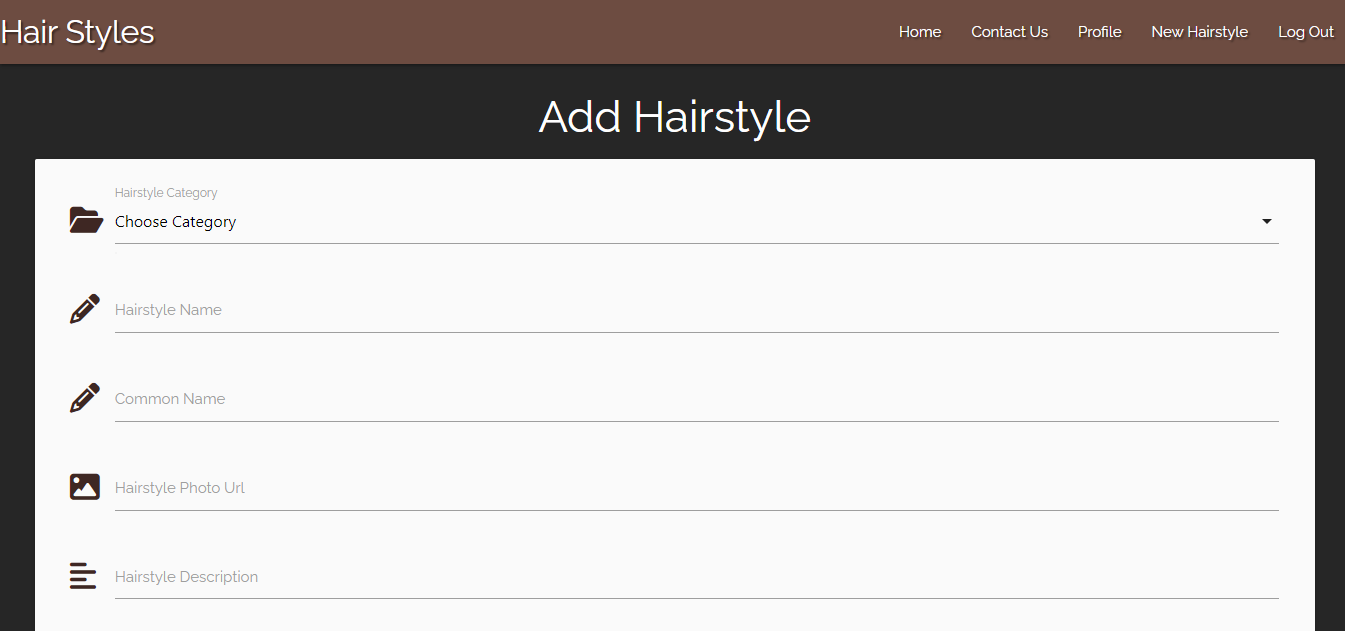 Hair Styles
Home Contact Us Profile New Hairstyle Log Out
Add Hairstyle
Hairstyle Category
Choose Category
Hairstyle Name
Common Name
Hairstyle Photo Url
Hairstyle Description